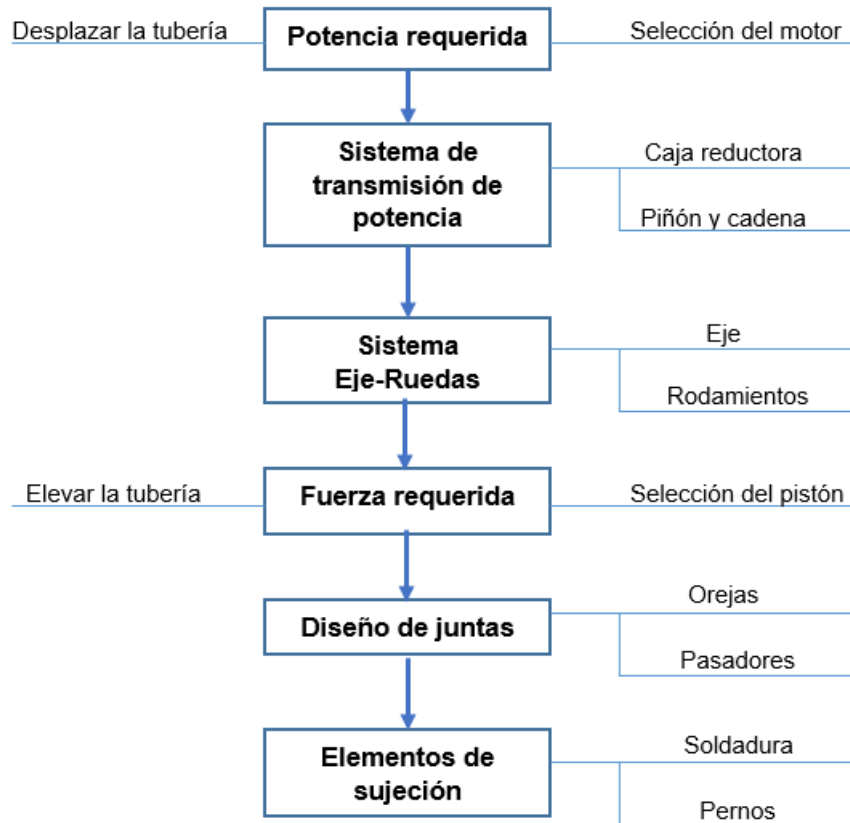 Desplazar la tubería
Potencia requerida
Selección del motor
Sistema de
transmisión de
potencia
Caja reductora
Piñón y cadena
Sistema
Eje-Ruedas
Eje
Rodamientos
Elevar la tubería
Fuerza requerida
Selección del pistón
Diseño de juntas
Orejas
Pasadores
Elementos de
sujeción
Soldadura
Pernos